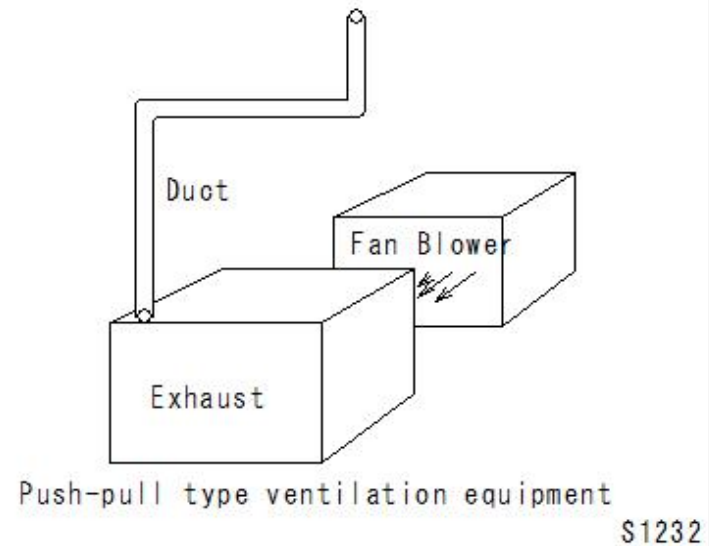 Duct
Fan Blower
Exhaust
Push-pull type ventilation equipment
S1232